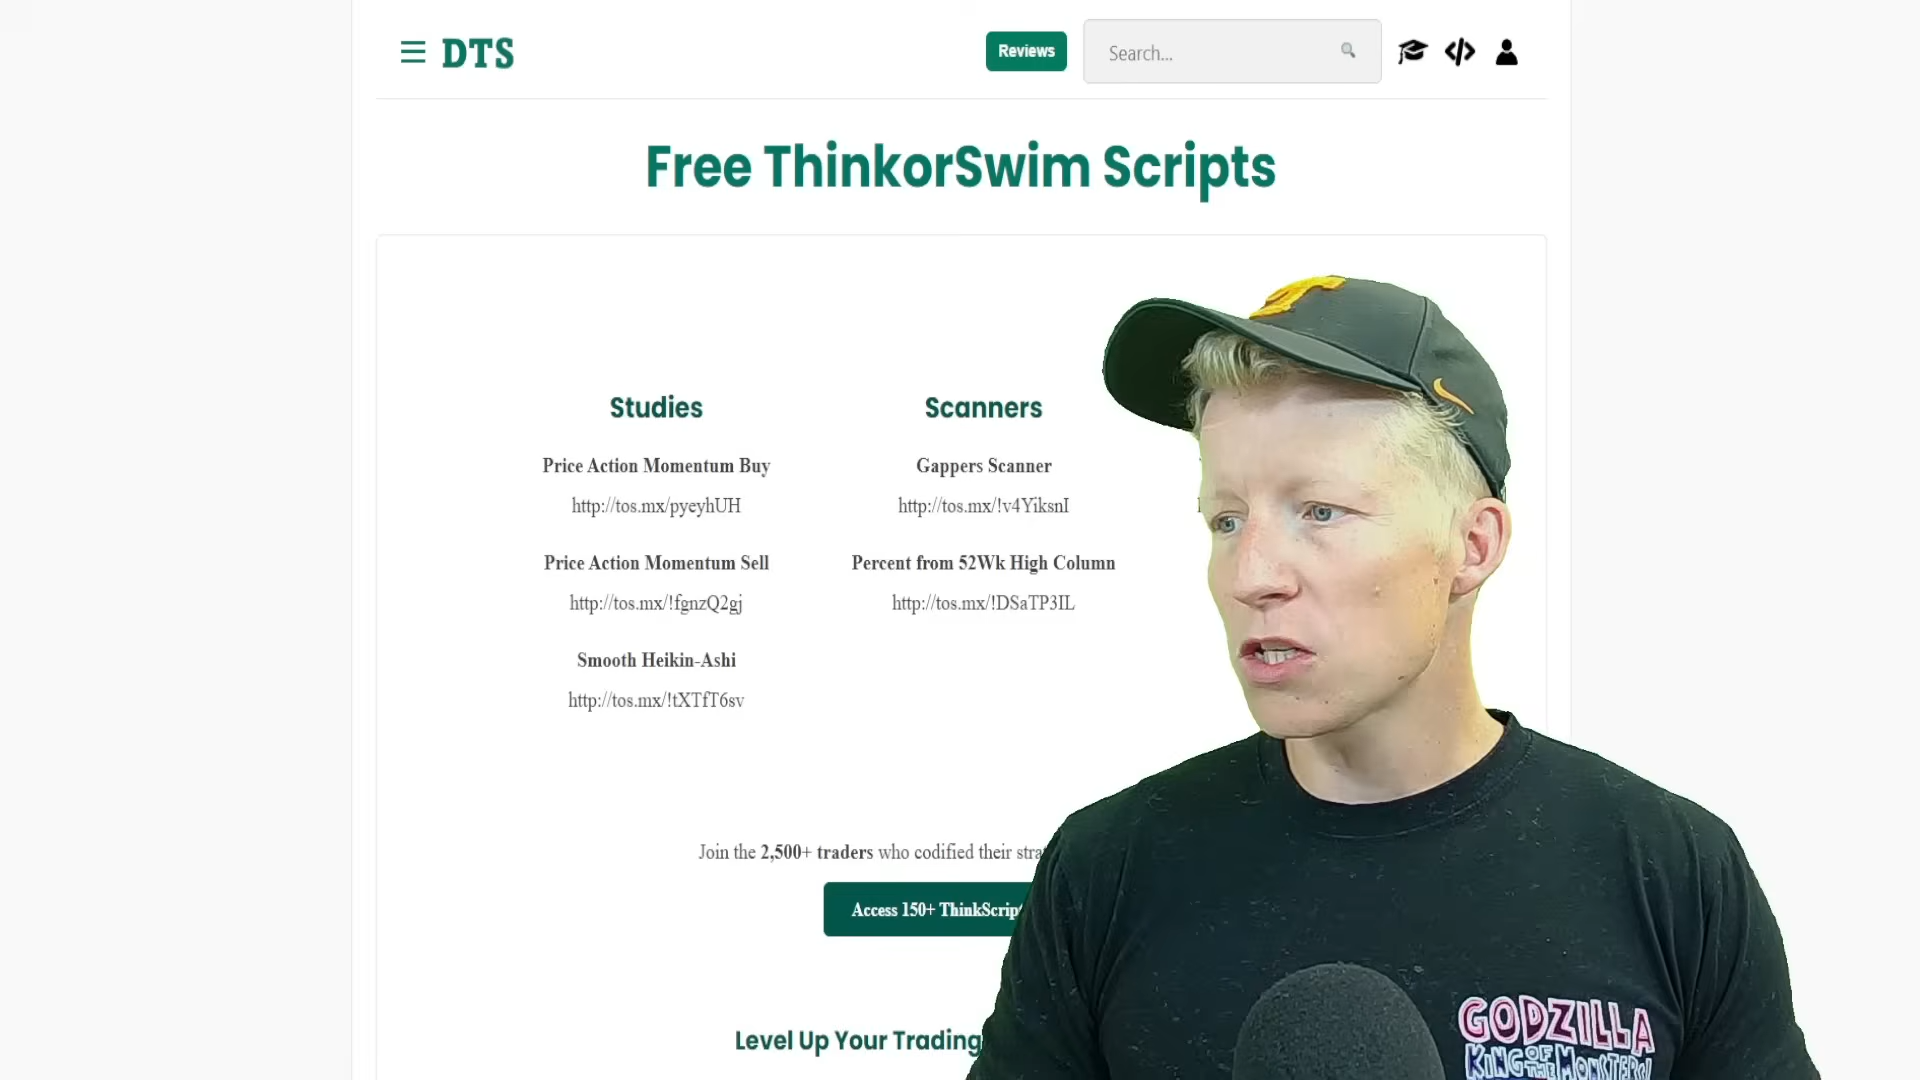 DTS
Reviews
Search...
Free ThinkorSwim Scripts
Studies
Scanners
Price Action Momentum Buy
Gappers Scanner
http://tos.mx/pyeyhUH
http://tos.mx/!v4YiksnI
Price Action Momentum Sell
Percent from 52Wk High Column
http://tos.mx/!fgnzQ2gj
http://tos.mx/!DSaTP3IL
Smooth Heikin-Ashi
http://tos.mx/!tXTfT6sv
Join the 2,500+ traders who codified their
Access 150+
Level Up Your Trading
GODZILLA
KING OF THE MONSTERS!